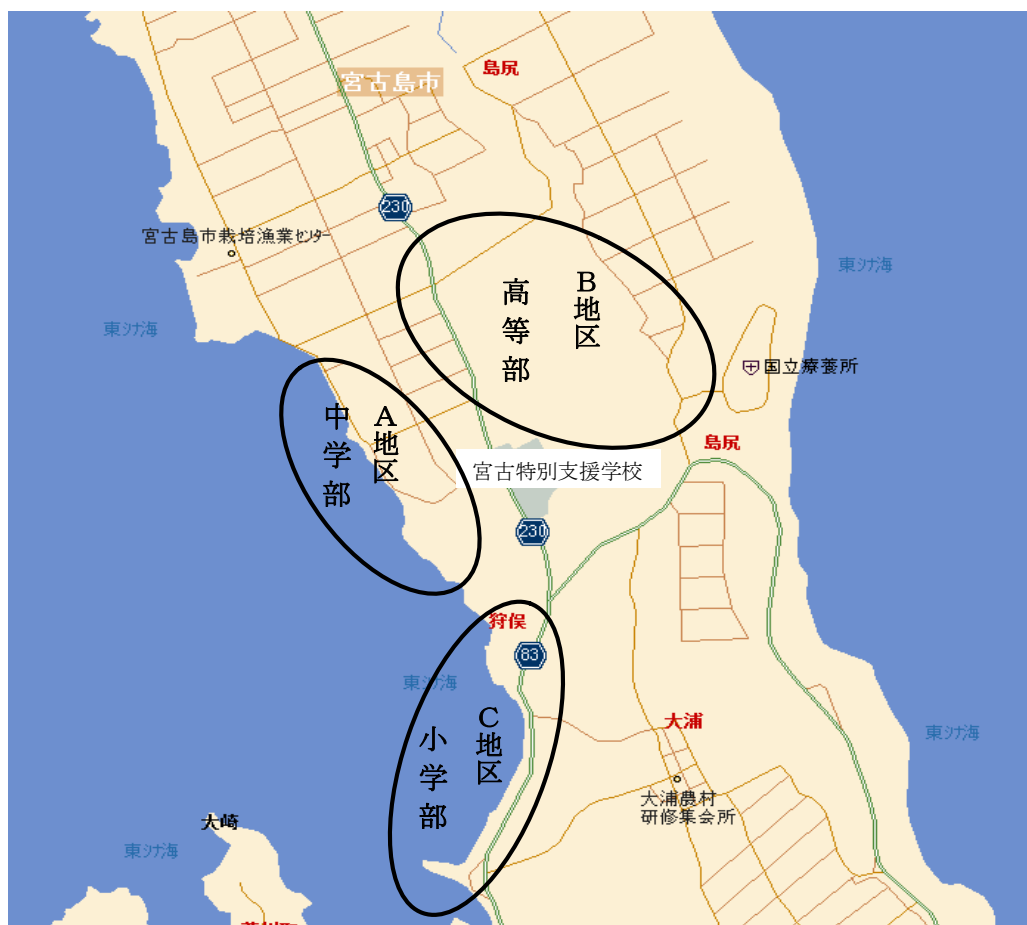 島尻
宮古島市
230
宮古島市栽培漁業センター
東シナ海
東シナ海
B地区
高等部
国立療養所
A地区
中学部
島尻
宮古特別支援学校
230
狩俣
83
東シナ海
C地区
小学部
大浦
東シナ海
大浦農村
研修集会所
大崎
東シナ海